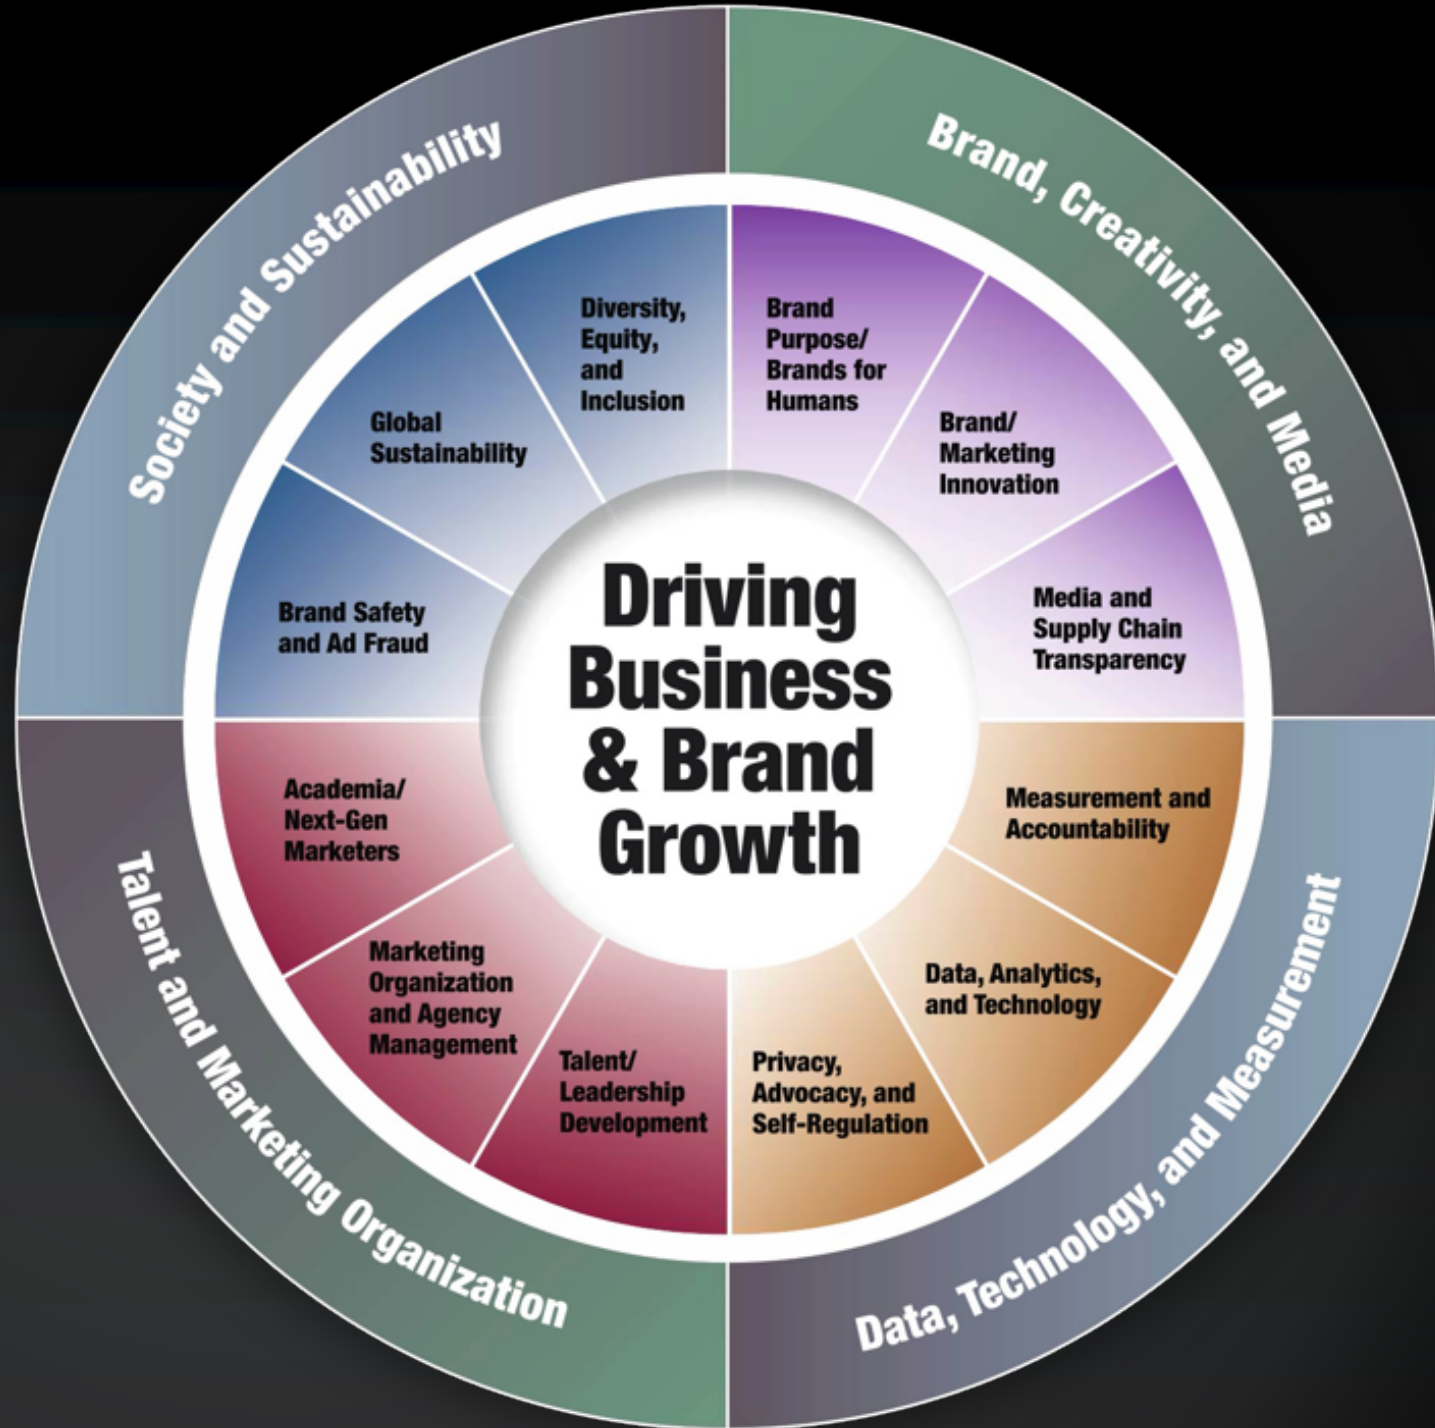 Society and Sustainability
Brand, Creativity, and Media
Diversity,
Equity,
and
Inclusion
Brand
Purpose/
Brands for
Humans
Global
Sustainability
Brand/
Marketing
Innovation
Brand Safety
and Ad Fraud
Media and
Supply Chain
Transparency
Driving
Business
& Brand
Growth
Academia/
Next-Gen
Marketers
Measurement and
Accountability
Marketing
Organization
and Agency
Management
Data, Analytics,
and Technology
Talent/
Leadership
Development
Privacy,
Advocacy, and
Self-Regulation
Talent and Marketing Organization
Data, Technology, and Measurement